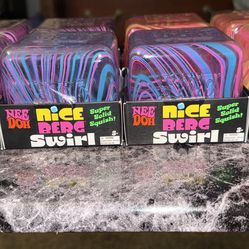 NEE DOH
NICE BERG
Swirl
Super Solid Squish!
NEE DOH
NICE BERG
Swirl
Super Solid Squish!